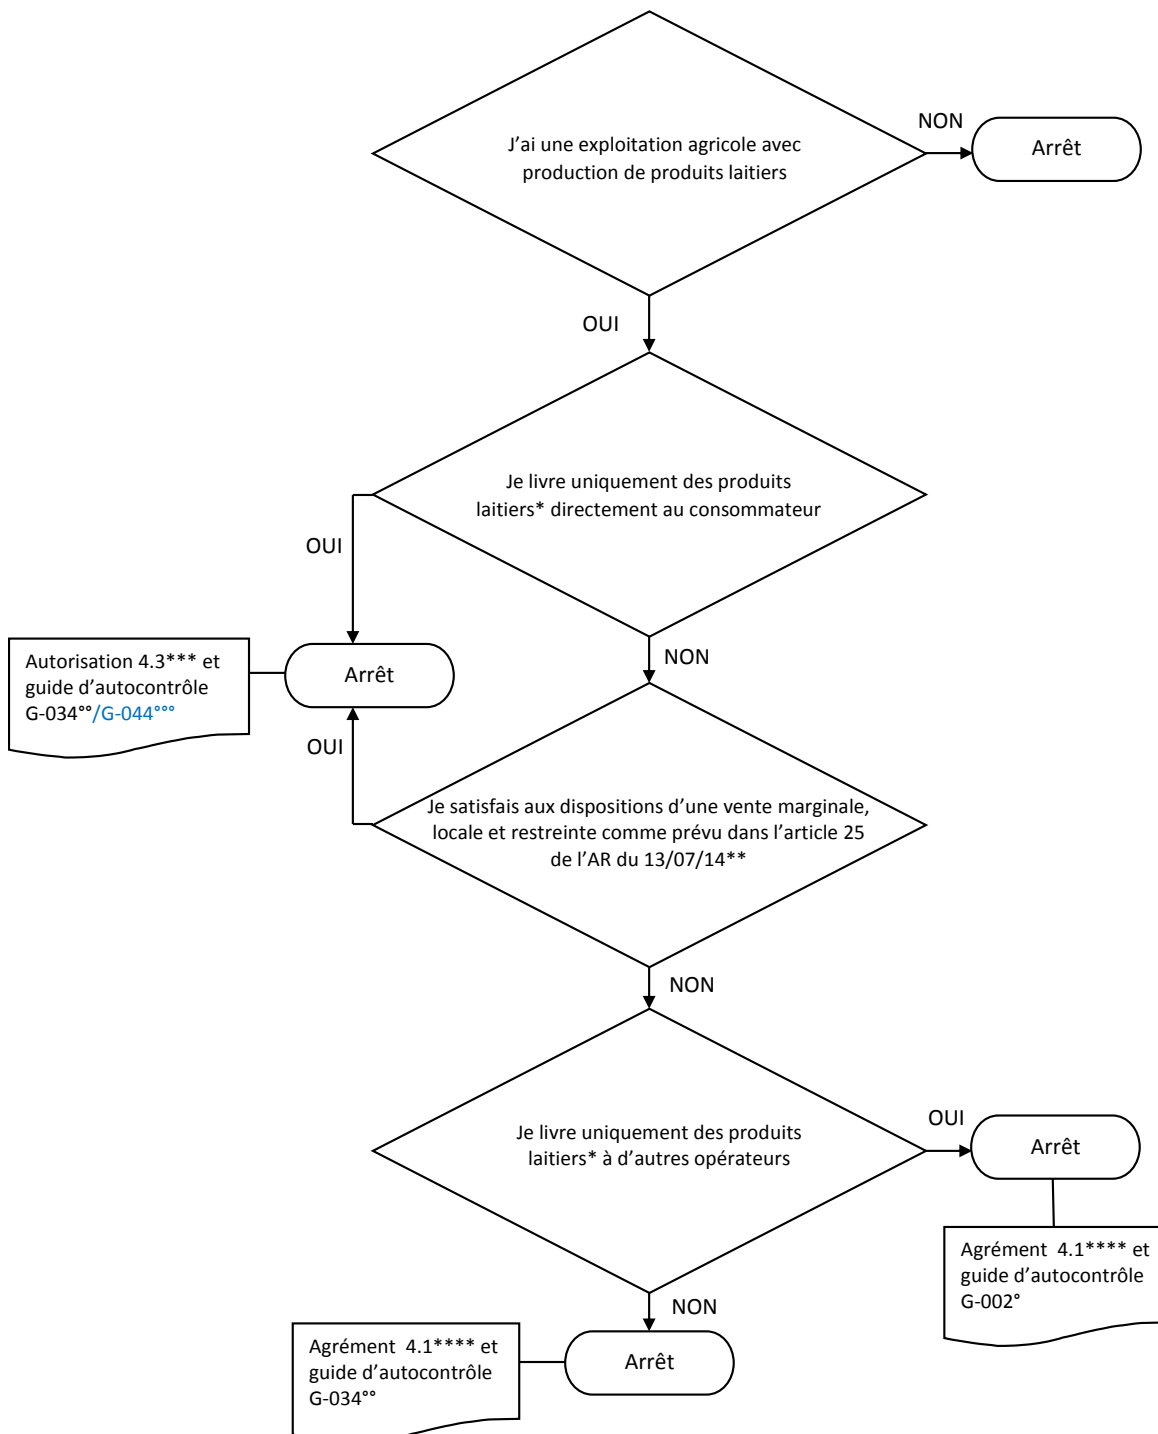 J’ai une exploitation agricole avec
production de produits laitiers
NON
Arrêt
OUI
Je livre uniquement des produits
laitiers* directement au consommateur
OUI
NON
Autorisation 4.3*** et
guide d’autocontrôle
G-034°°/G-044°°°
Arrêt
OUI
Je satisfais aux dispositions d’une vente marginale,
locale et restreinte comme prévu dans l’article 25
de l’AR du 13/07/14**
NON
Je livre uniquement des produits
laitiers* à d’autres opérateurs
OUI
Arrêt
Agrément  4.1**** et
guide d’autocontrôle
G-002°
NON
Arrêt
Agrément  4.1**** et
guide d’autocontrôle
G-034°°